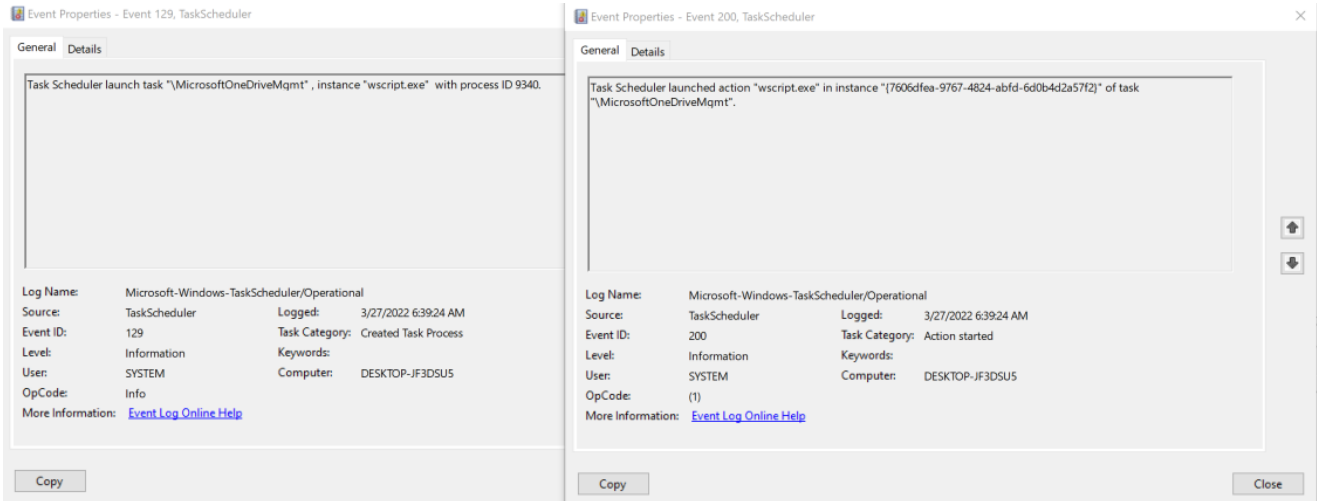 Event Properties - Event 129, TaskScheduler
General Details
Task Scheduler launch task "\MicrosoftOneDriveMqmt" , instance "wscript.exe"  with process ID 9340.
Log Name: Microsoft-Windows-TaskScheduler/Operational
Source: TaskScheduler Logged: 3/27/2022 6:39:24 AM
Event ID: 129 Task Category: Created Task Process
Level: Information Keywords:
User: SYSTEM Computer: DESKTOP-JF3DSU5
OpCode: Info
More Information: Event Log Online Help
Copy
Event Properties - Event 200, TaskScheduler
General Details
Task Scheduler launched action "wscript.exe" in instance "{7606dfea-9767-4824-abfd-6d0b4d2a57f2}" of task
"\MicrosoftOneDriveMqmt".
Log Name: Microsoft-Windows-TaskScheduler/Operational
Source: TaskScheduler Logged: 3/27/2022 6:39:24 AM
Event ID: 200 Task Category: Action started
Level: Information Keywords:
User: SYSTEM Computer: DESKTOP-JF3DSU5
OpCode: (1)
More Information: Event Log Online Help
Copy Close